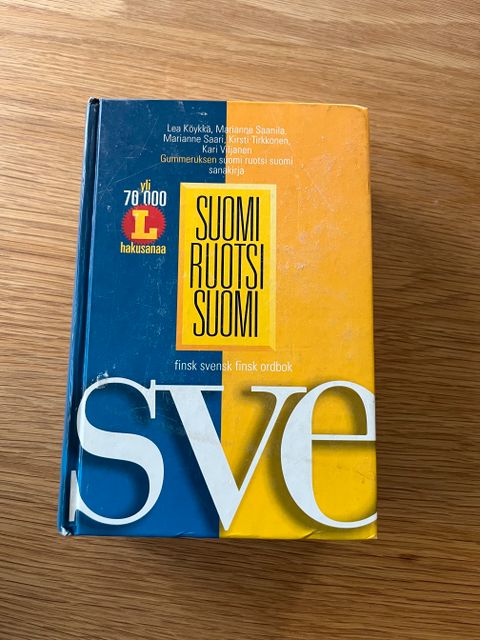 Lea Köykkä, Marianne Saanila,
Marianne Saari, Kirsti Tirkkonen,
Kari Viljanen
Gummeruksen suomi ruotsi suomi
sanakirja
yli
70 000
L
hakusanaa
SUOMI
RUOTSI
SUOMI
finsk svensk finsk ordbok
sve